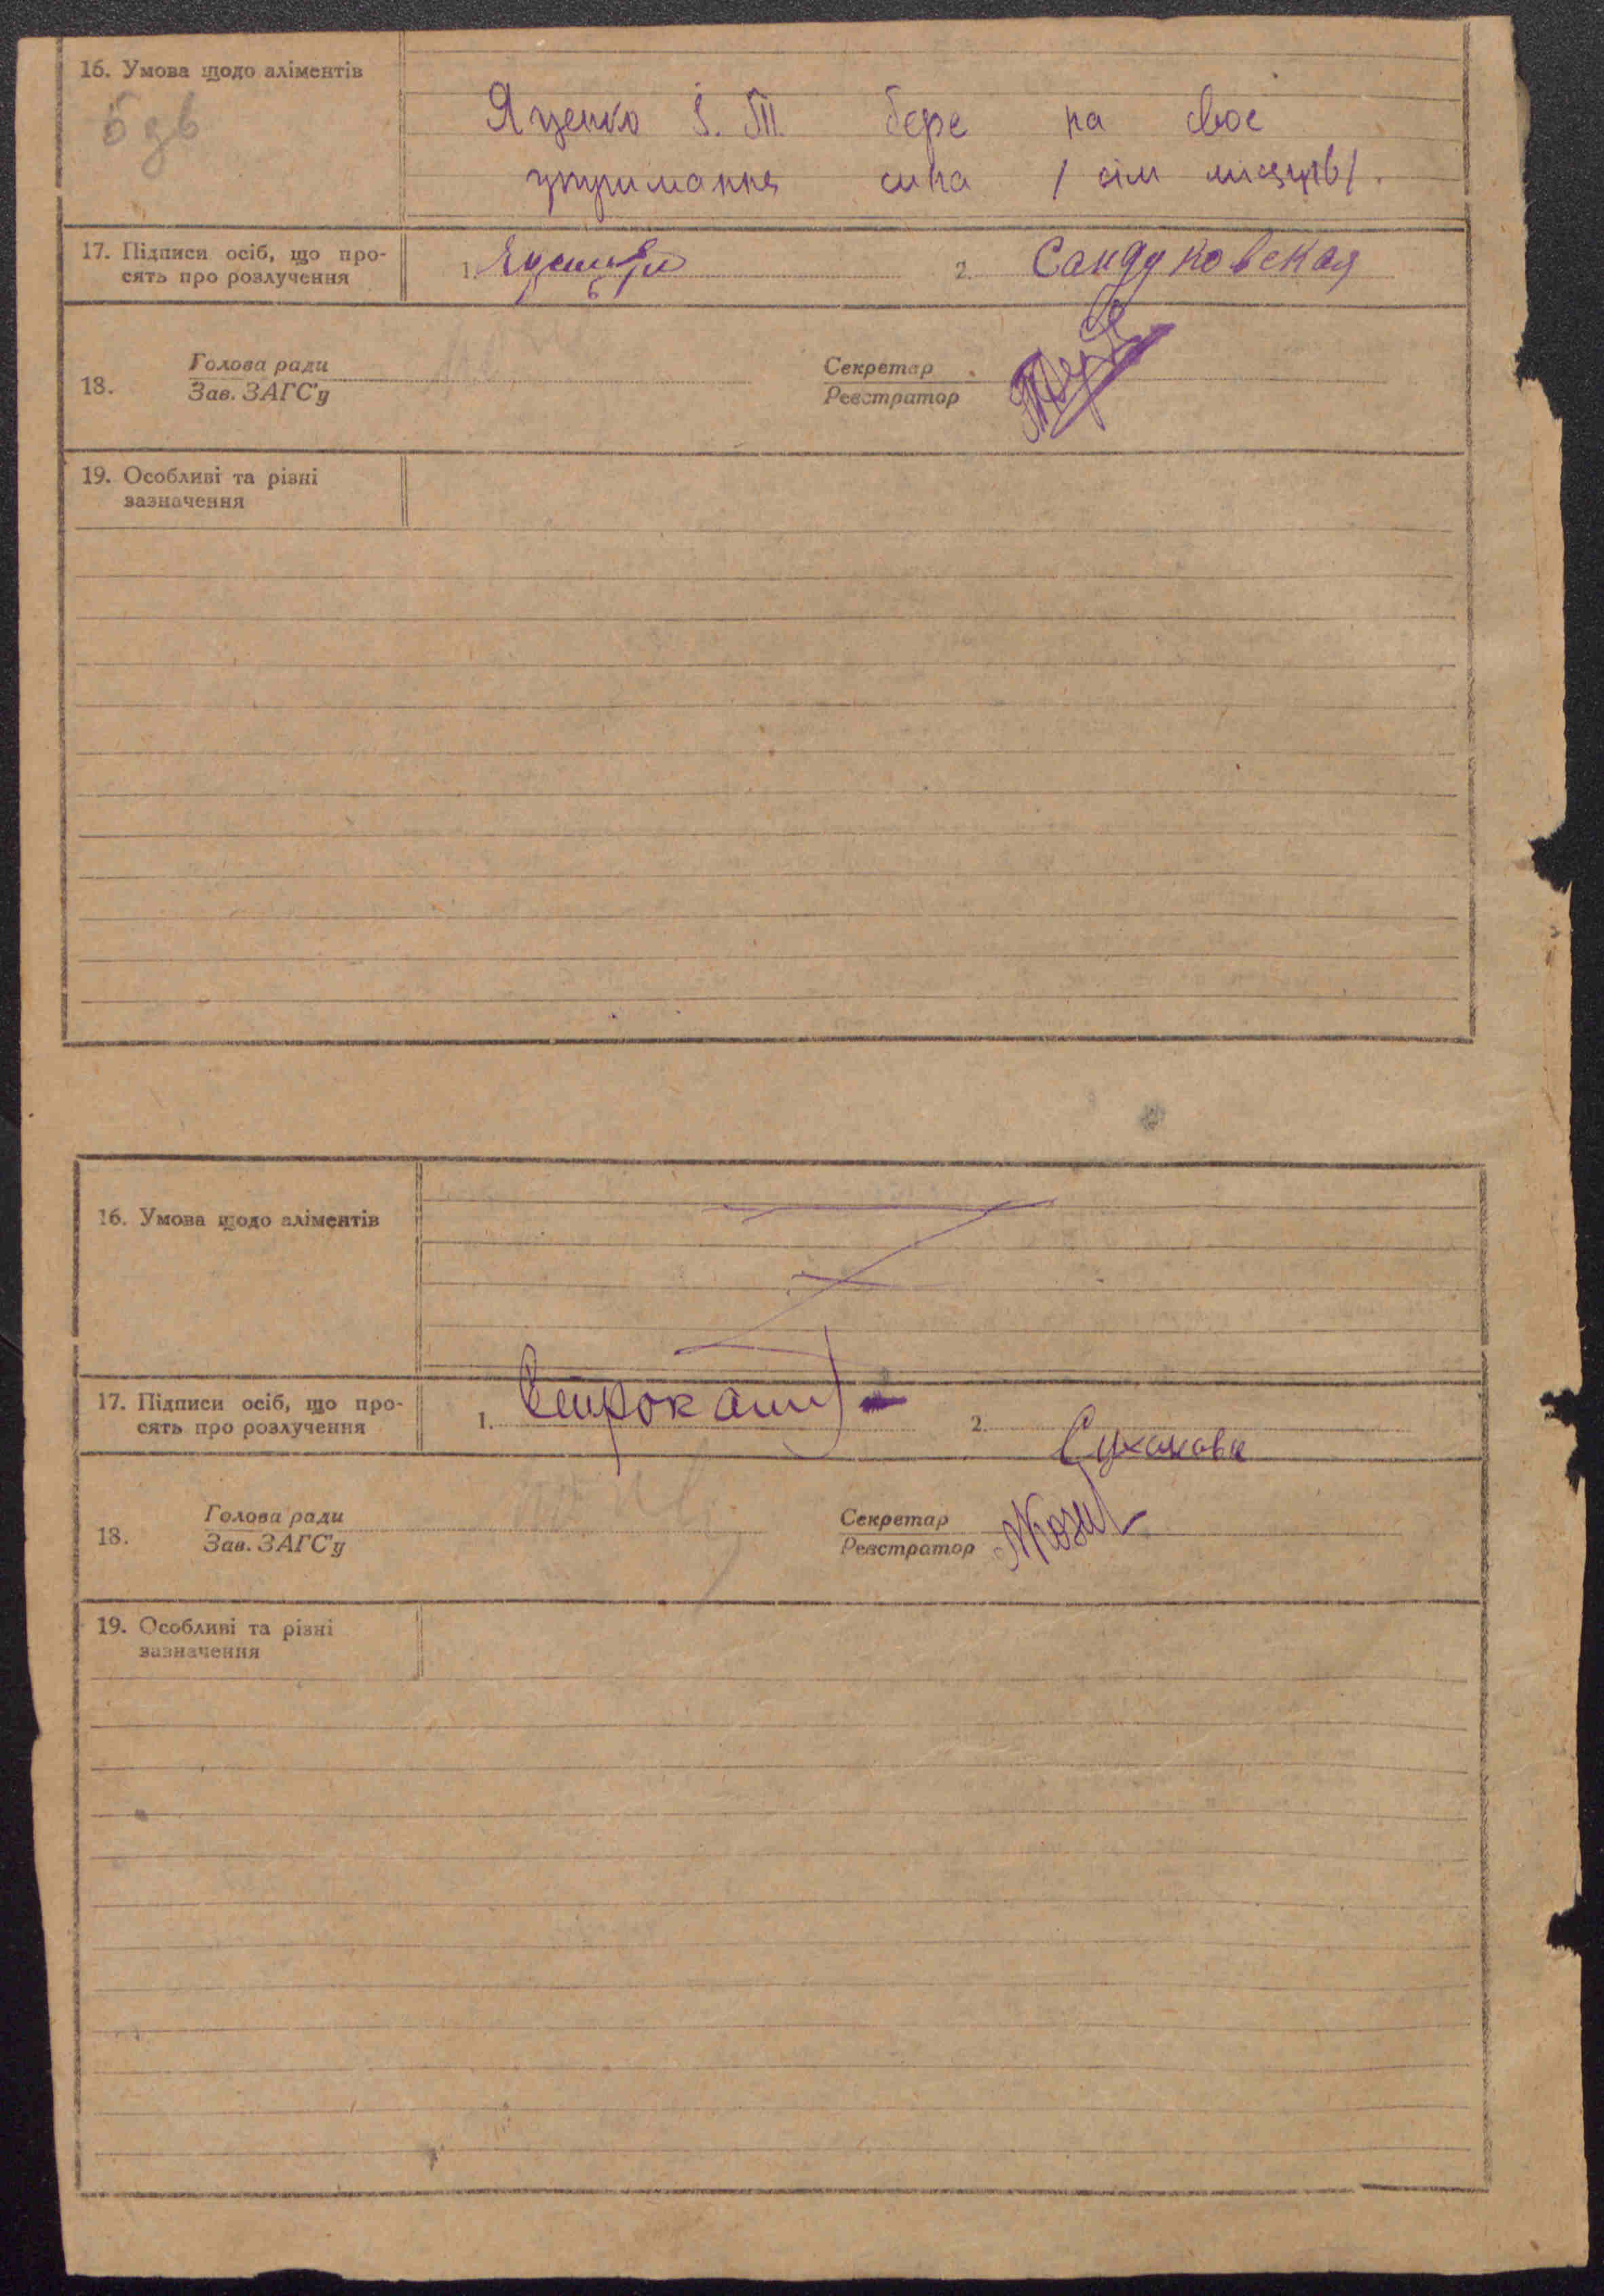 16. Умова щодо аліментів
Яценко І. П. бере на своє
утримання сина / сім місяців/.
17. Підписи осіб, що про-
сять про розлучення
1.
2. Сандуковская
Голова ради
18. Зав. ЗАГС'у
Секретар
Реєстратор
19. Особливі та різні
зазначення
16. Умова щодо аліментів
17. Підписи осіб, що про-
сять про розлучення
1.
2. Суханова
Голова ради
18. Зав. ЗАГС'у
Секретар
Реєстратор
19. Особливі та різні
зазначення